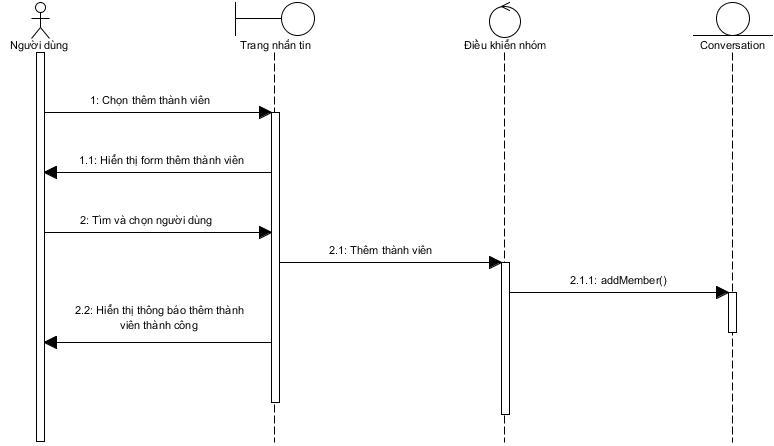 Người dùng
Trang nhắn tin
Điều khiển nhóm
Conversation
1: Chọn thêm thành viên
1.1: Hiển thị form thêm thành viên
2: Tìm và chọn người dùng
2.1: Thêm thành viên
2.1.1: addMember()
2.2: Hiển thị thông báo thêm thành
viên thành công